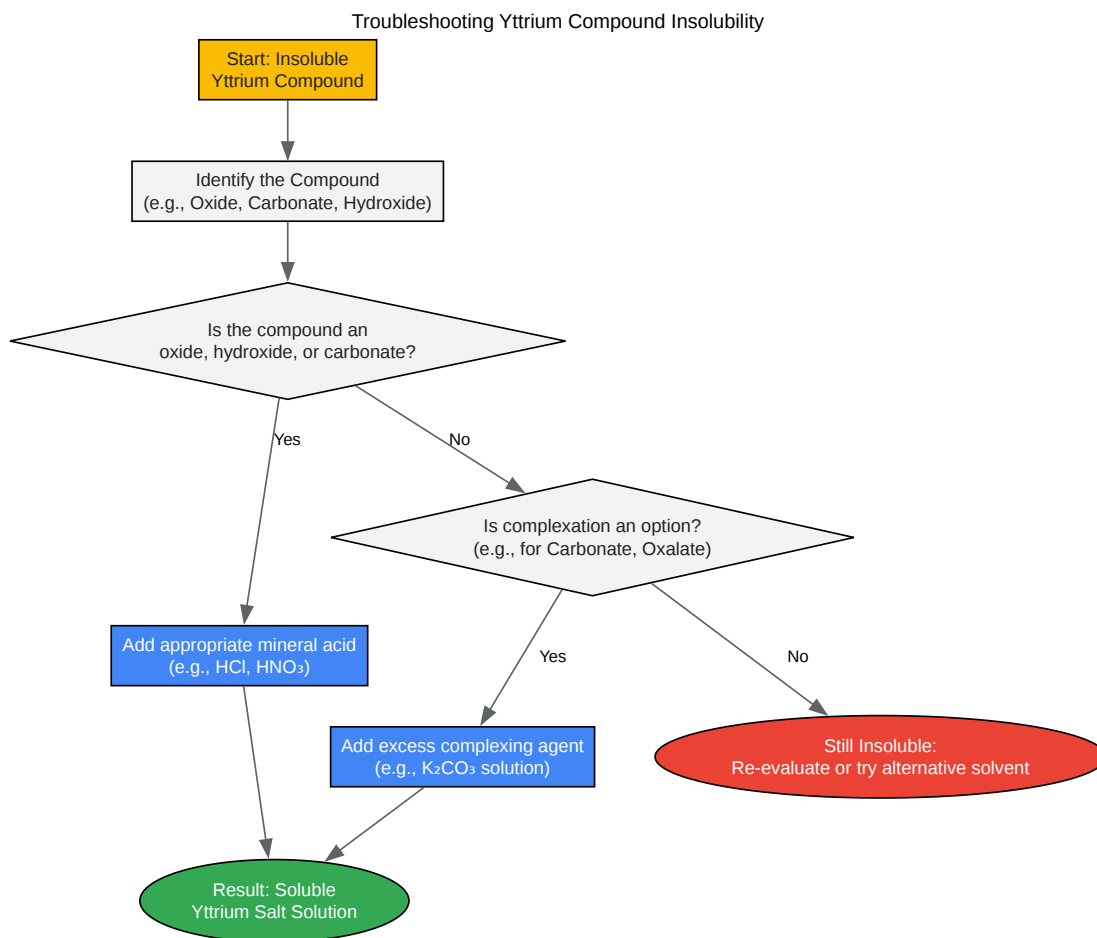 Troubleshooting Yttrium Compound Insolubility
Start: Insoluble
Yttrium Compound
Identify the Compound
(e.g., Oxide, Carbonate, Hydroxide)
Is the compound an
oxide, hydroxide, or carbonate?
Yes
No
Is complexation an option?
(e.g., for Carbonate, Oxalate)
Add appropriate mineral acid
(e.g., HCl, HNO₃)
Yes
No
Add excess complexing agent
(e.g., K₂CO₃ solution)
Still Insoluble:
Re-evaluate or try alternative solvent
Result: Soluble
Yttrium Salt Solution